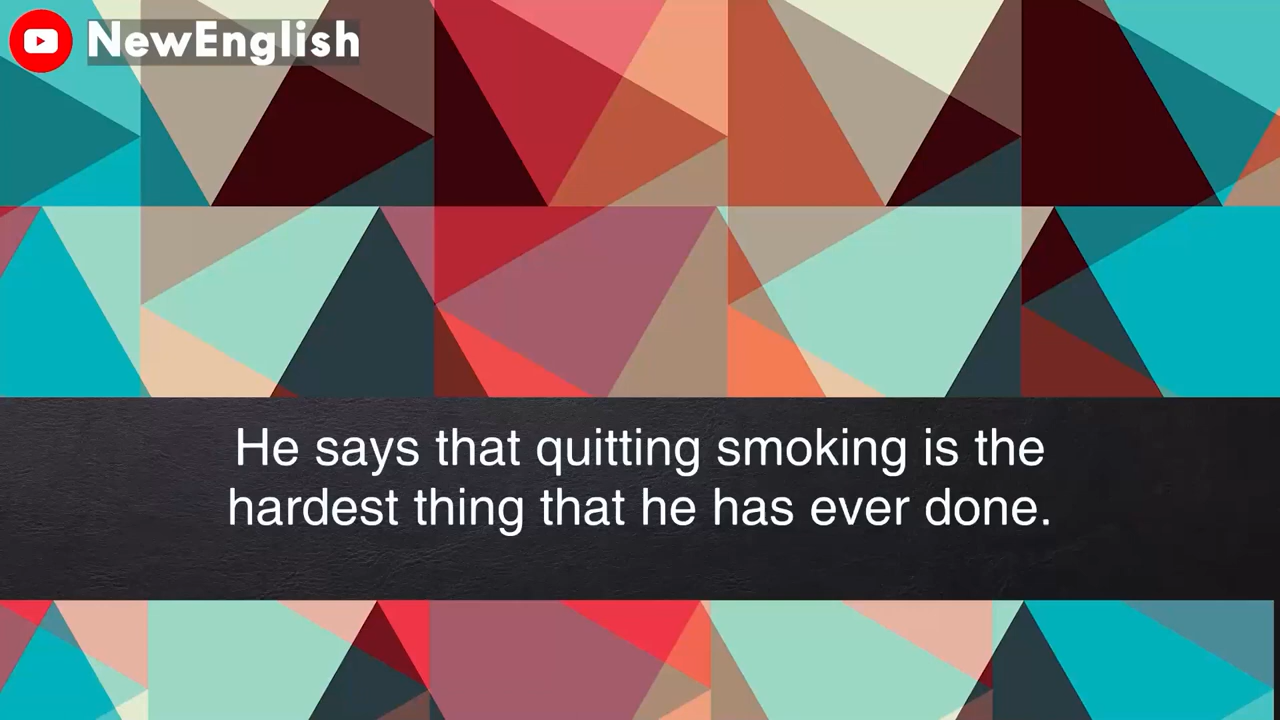 NewEnglish
He says that quitting smoking is the
hardest thing that he has ever done.